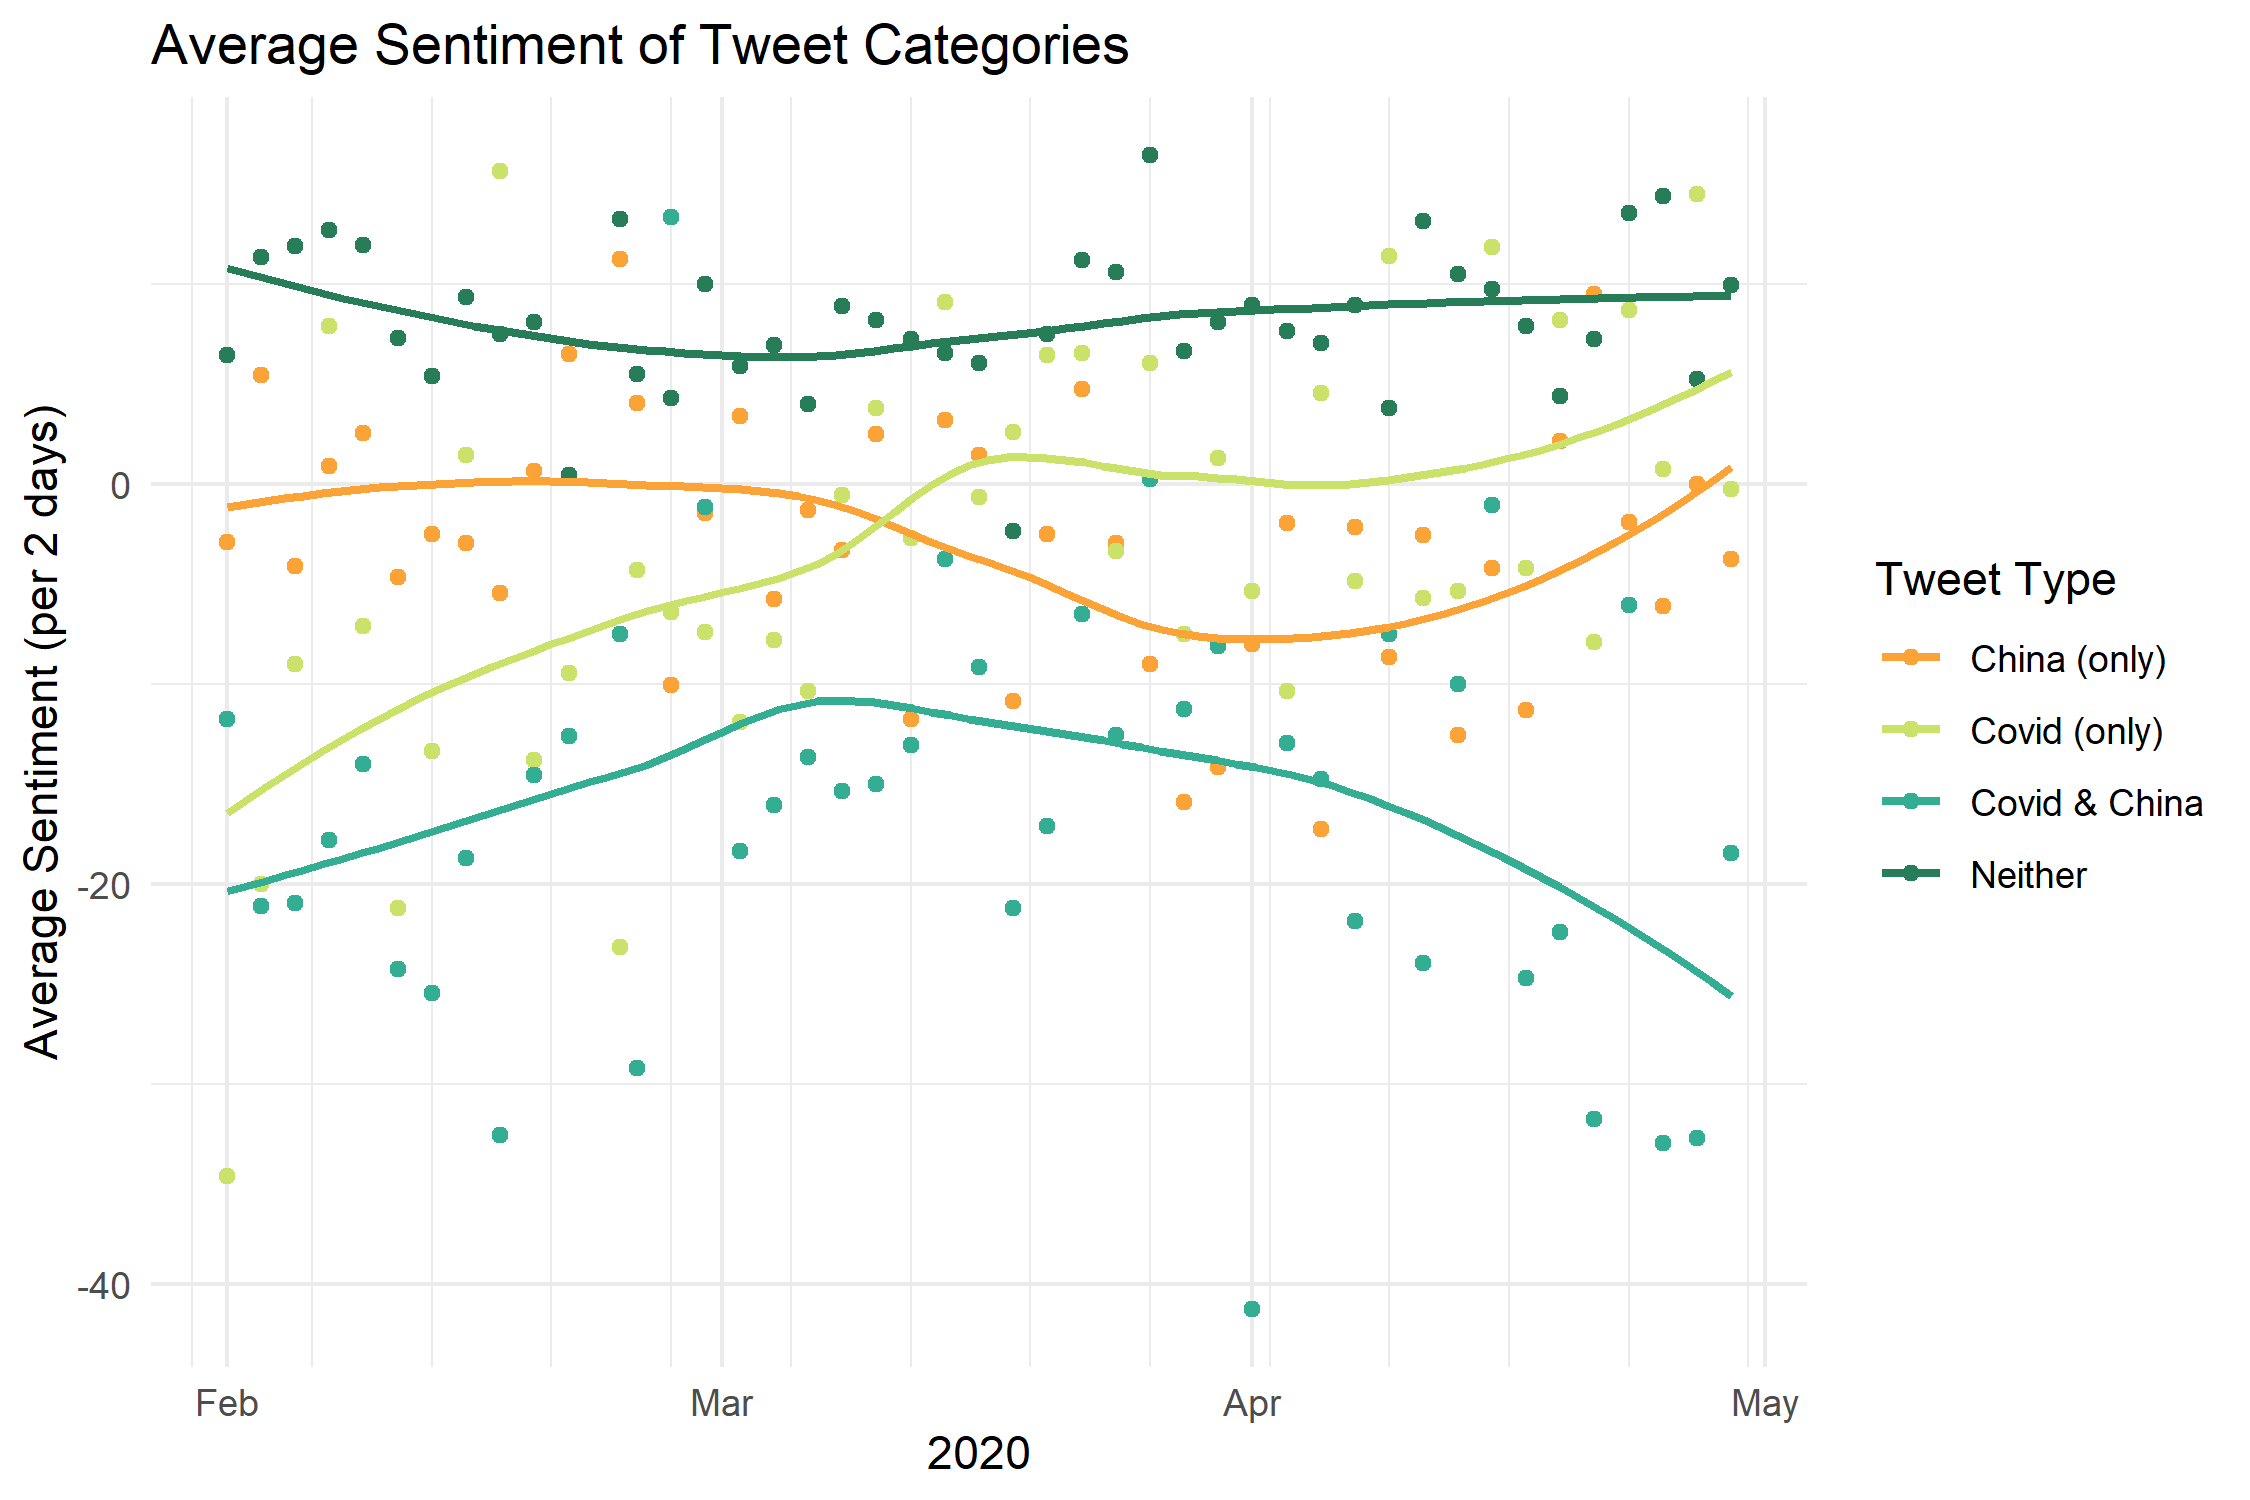 Average Sentiment of Tweet Categories
Average Sentiment (per 2 days)
0
-20
-40
Feb
Mar
Apr
May
2020
Tweet Type
China (only)
Covid (only)
Covid & China
Neither